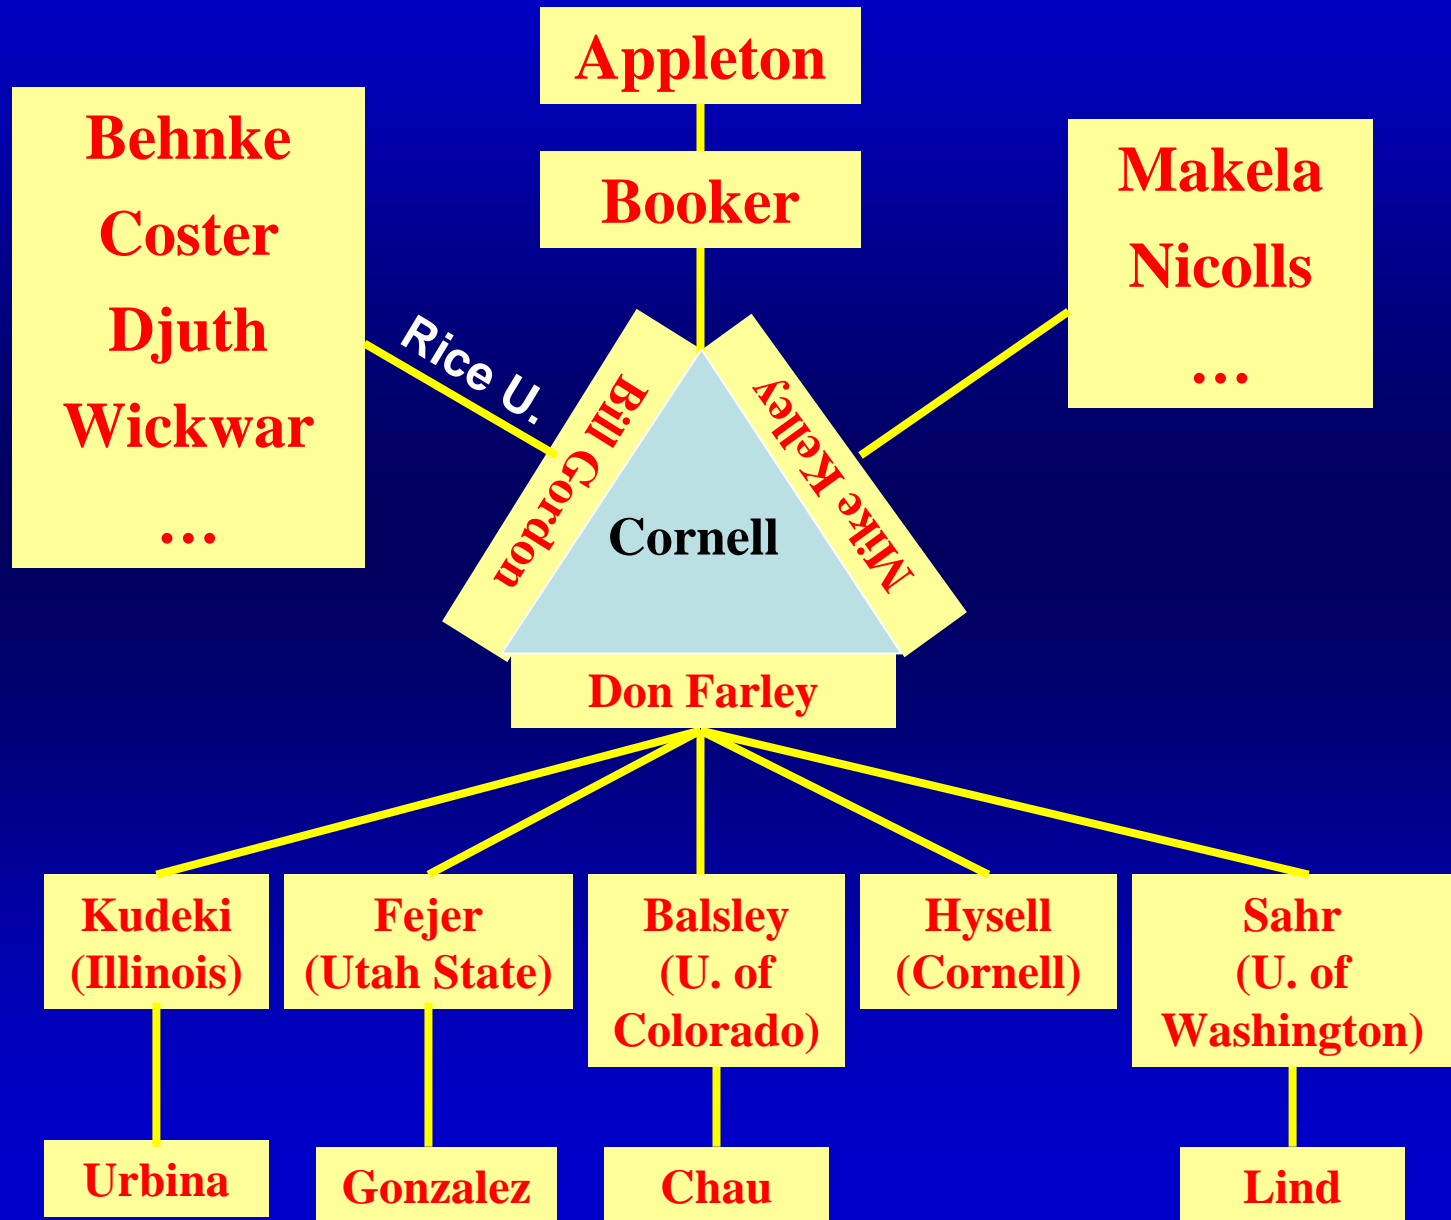 Appleton
Booker
Behnke
Coster
Djuth
Wickwar
…
Makela
Nicolls
…
Rice U.
Bill Gordon
Mike Kelley
Cornell
Don Farley
Kudeki
(Illinois)
Fejer
(Utah State)
Balsley
(U. of
Colorado)
Hysell
(Cornell)
Sahr
(U. of
Washington)
Urbina
Gonzalez
Chau
Lind